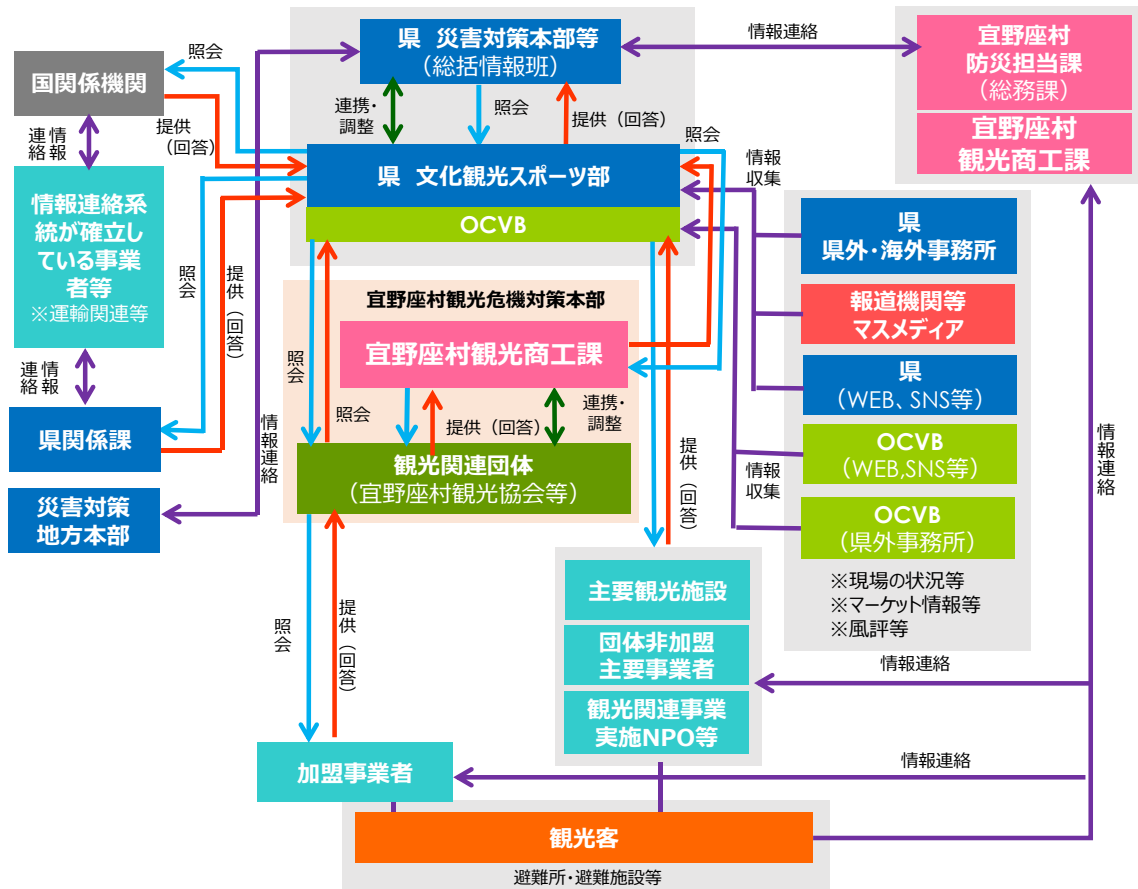 県 災害対策本部等
（総括情報班）
情報連絡
宜野座村
防災担当課
（総務課）
宜野座村
観光商工課
照会
国関係機関
提供
（回答）
連携・
調整
照会
提供（回答）
照会
情報
連絡
県 文化観光スポーツ部
OCVB
情報
収集
情報連絡系
統が確立し
ている事業
者等
※運輸関連等
照会
提供（回答）
県
県外・海外事務所
報道機関等
マスメディア
県
（WEB、SNS等）
OCVB
（WEB,SNS等）
OCVB
（県外事務所）
※現場の状況等
※マーケット情報等
※風評等
情報
収集
宜野座村観光危機対策本部
宜野座村観光商工課
照会
照会
提供（回答）
連携・
調整
観光関連団体
（宜野座村観光協会等）
情報
連絡
県関係課
情報連絡
災害対策
地方本部
提供（回答）
情報連絡
主要観光施設
団体非加盟
主要事業者
観光関連事業
実施NPO等
情報連絡
照会
提供（回答）
加盟事業者
情報連絡
観光客
避難所・避難施設等